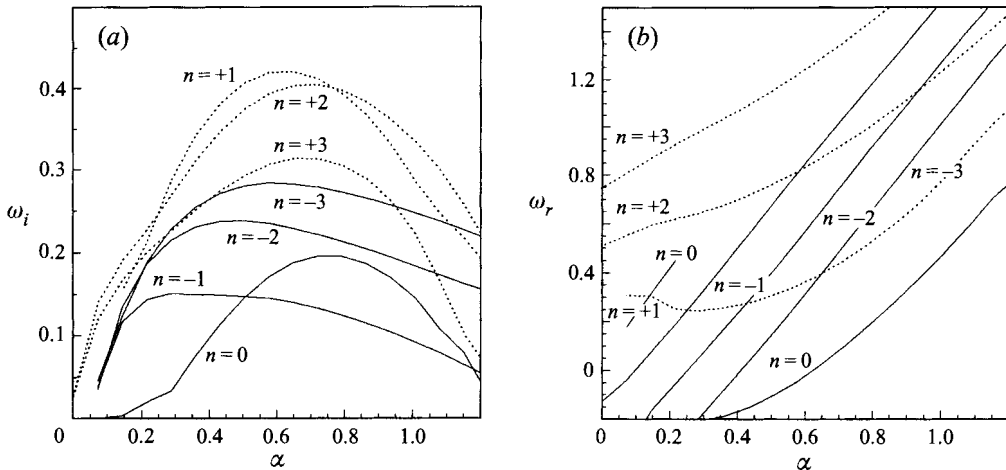 (a)
n = +1
n = +2
n = +3
n = −3
n = −2
n = −1
n = 0
0.4
0.3
0.2
0.1
ω_i
0 0.2 0.4 0.6 0.8 1.0
α
(b)
n = +3
n = +2
n = 0
n = +1
n = −1
n = −2
n = −3
n = 0
1.2
0.8
0.4
0
ω_r
0 0.2 0.4 0.6 0.8 1.0
α